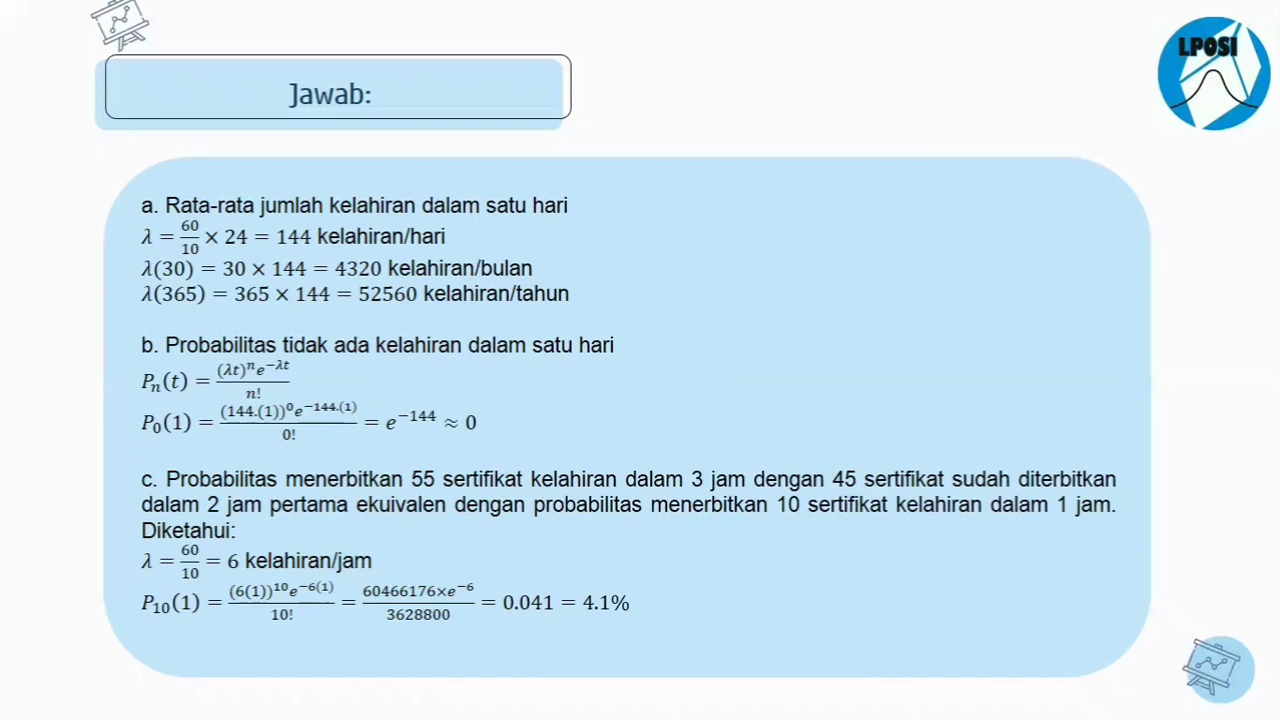 LPOSI
Jawab:
a. Rata-rata jumlah kelahiran dalam satu hari
λ = 60/10 × 24 = 144 kelahiran/hari
λ(30) = 30 × 144 = 4320 kelahiran/bulan
λ(365) = 365 × 144 = 52560 kelahiran/tahun
b. Probabilitas tidak ada kelahiran dalam satu hari
Pₙ(t) = (λt)ⁿe^(−λt)/n!
P₀(1) = (144.(1))⁰e^(−144.(1))/0! = e^(−144) ≈ 0
c. Probabilitas menerbitkan 55 sertifikat kelahiran dalam 3 jam dengan 45 sertifikat sudah diterbitkan
dalam 2 jam pertama ekuivalen dengan probabilitas menerbitkan 10 sertifikat kelahiran dalam 1 jam.
Diketahui:
λ = 60/10 = 6 kelahiran/jam
P₁₀(1) = (6(1))¹⁰e^(−6(1))/10! = 60466176×e^(−6)/3628800 = 0.041 = 4.1%